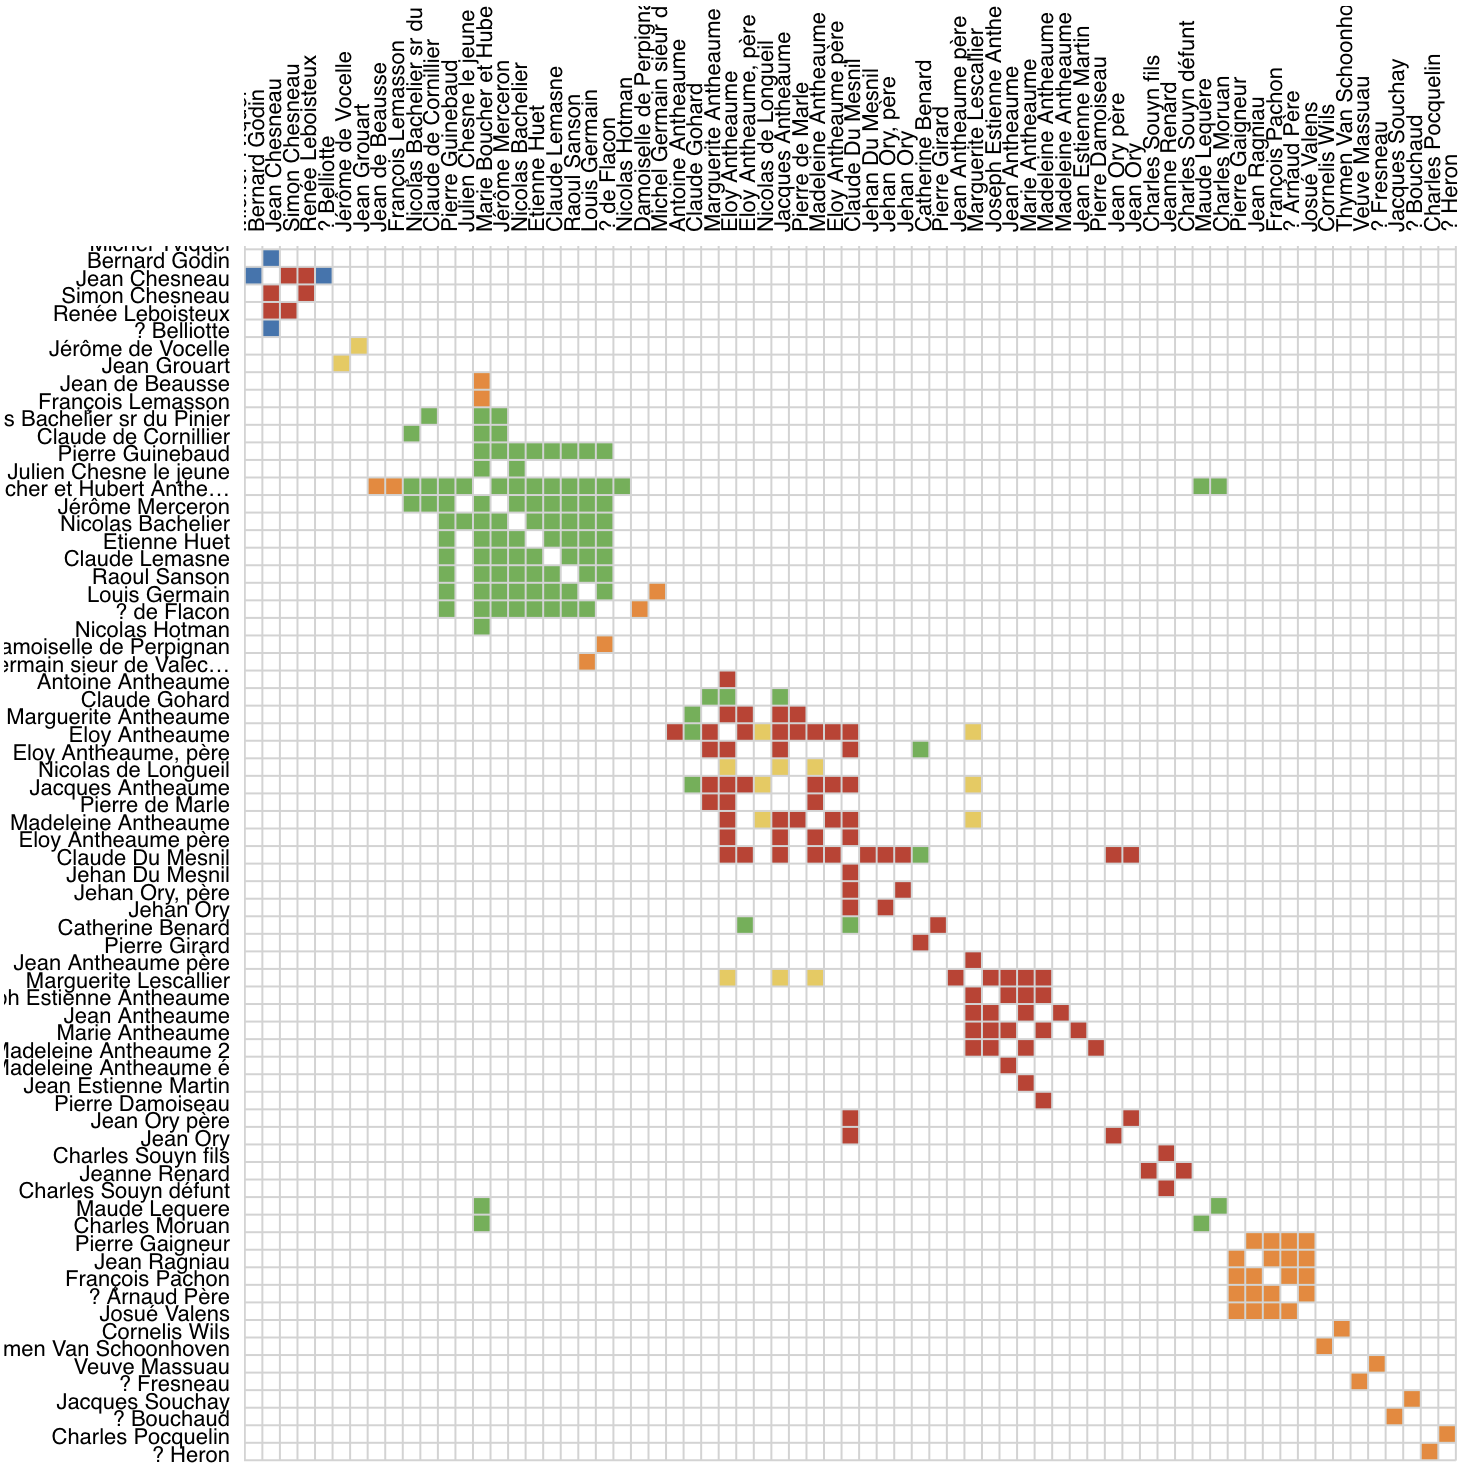 Bernard Godin
Jean Chesneau
Simon Chesneau
Renée Leboisteux
? Belliotte
Jérôme de Vocelle
Jean Grouart
Jean de Beausse
François Lemasson
Nicolas Bachelier sr du
Claude de Cornillier
Pierre Guinebaud
Julien Chesne le jeune
Marie Boucher et Hube
Jérôme Merceron
Nicolas Bachelier
Etienne Huet
Claude Lemasne
Raoul Sanson
Louis Germain
? de Flacon
Nicolas Hotman
Damoiselle de Perpigna
Michel Germain sieur d
Antoine Antheaume
Claude Gohard
Marguerite Antheaume
Eloy Antheaume
Eloy Antheaume, père
Nicolas de Longueil
Jacques Antheaume
Pierre de Marle
Madeleine Antheaume
Eloy Antheaume père
Claude Du Mesnil
Jehan Du Mesnil
Jehan Ory, père
Jehan Ory
Catherine Benard
Pierre Girard
Jean Antheaume père
Marguerite Lescallier
Joseph Estienne Anthe
Jean Antheaume
Marie Antheaume
Madeleine Antheaume
Madeleine Antheaume
Jean Estienne Martin
Pierre Damoiseau
Jean Ory père
Jean Ory
Charles Souyn fils
Jeanne Renard
Charles Souyn défunt
Maude Lequere
Charles Moruan
Pierre Gaigneur
Jean Ragniau
François Pachon
? Arnaud Père
Josué Valens
Cornelis Wils
Thymen Van Schoonho
Veuve Massuau
? Fresneau
Jacques Souchay
? Bouchaud
Charles Pocquelin
? Heron
Bernard Godin
Jean Chesneau
Simon Chesneau
Renée Leboisteux
? Belliotte
Jérôme de Vocelle
Jean Grouart
Jean de Beausse
François Lemasson
s Bachelier sr du Pinier
Claude de Cornillier
Pierre Guinebaud
Julien Chesne le jeune
cher et Hubert Anthe…
Jérôme Merceron
Nicolas Bachelier
Etienne Huet
Claude Lemasne
Raoul Sanson
Louis Germain
? de Flacon
Nicolas Hotman
amoiselle de Perpignan
ermain sieur de Valec…
Antoine Antheaume
Claude Gohard
Marguerite Antheaume
Eloy Antheaume
Eloy Antheaume, père
Nicolas de Longueil
Jacques Antheaume
Pierre de Marle
Madeleine Antheaume
Eloy Antheaume père
Claude Du Mesnil
Jehan Du Mesnil
Jehan Ory, père
Jehan Ory
Catherine Benard
Pierre Girard
Jean Antheaume père
Marguerite Lescallier
ph Estienne Antheaume
Jean Antheaume
Marie Antheaume
Madeleine Antheaume 2
Madeleine Antheaume é
Jean Estienne Martin
Pierre Damoiseau
Jean Ory père
Jean Ory
Charles Souyn fils
Jeanne Renard
Charles Souyn défunt
Maude Lequere
Charles Moruan
Pierre Gaigneur
Jean Ragniau
François Pachon
? Arnaud Père
Josué Valens
Cornelis Wils
men Van Schoonhoven
Veuve Massuau
? Fresneau
Jacques Souchay
? Bouchaud
Charles Pocquelin
? Heron